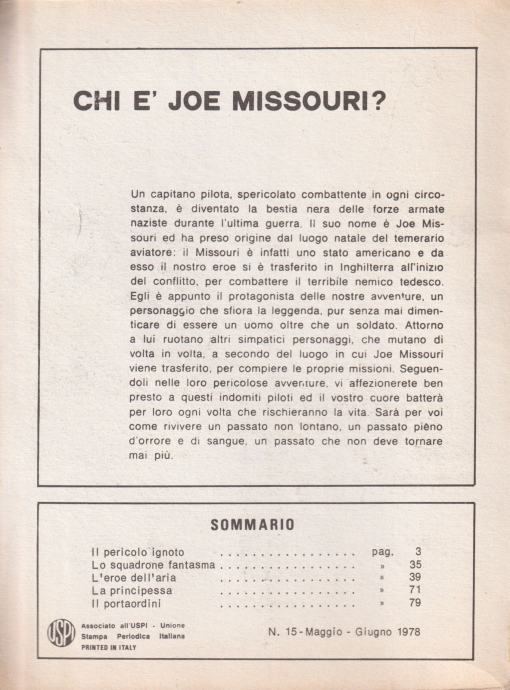 CHI E' JOE MISSOURI?
Un capitano pilota, spericolato combattente in ogni circo-
stanza, è diventato la bestia nera delle forze armate
naziste durante l'ultima guerra. Il suo nome è Joe Mis-
souri ed ha preso origine dal luogo natale del temerario
aviatore: il Missouri è infatti uno stato americano e da
esso il nostro eroe si è trasferito in Inghilterra all'inizio
del conflitto, per combattere il terribile nemico tedesco.
Egli è appunto il protagonista delle nostre avventure, un
personaggio che sfiora la leggenda, pur senza mai dimen-
ticare di essere un uomo oltre che un soldato. Attorno
a lui ruotano altri simpatici personaggi, che mutano di
volta in volta, a secondo del luogo in cui Joe Missouri
viene trasferito, per compiere le proprie missioni. Seguen-
doli nelle loro pericolose avventure, vi affezionerete ben
presto a questi indomiti piloti ed il vostro cuore batterà
per loro ogni volta che rischieranno la vita. Sarà per voi
come rivivere un passato non lontano, un passato pièno
d'orrore e di sangue, un passato che non deve tornare
mai più.
SOMMARIO
Il pericolo ignoto . . . . . . . . . . . . . . . . . pag. 3
Lo squadrone fantasma . . . . . . . . . . . . . . . . . » 35
L'eroe dell'aria . . . . . . . . . . . . . . . . . » 39
La principessa . . . . . . . . . . . . . . . . . » 71
Il portaordini . . . . . . . . . . . . . . . . . » 79
USPI
Associato all'USPI - Unione
Stampa Periodica Italiana
PRINTED IN ITALY
N. 15 - Maggio - Giugno 1978